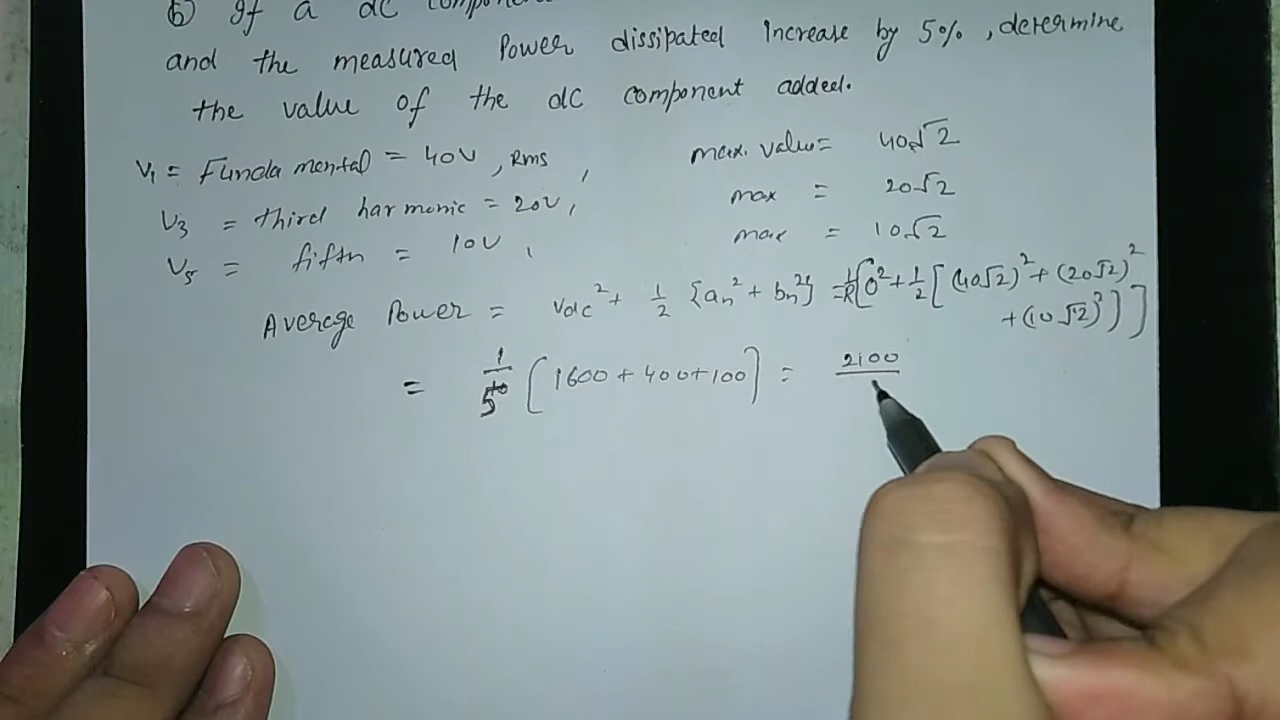 b) If a dc component
and the measured Power dissipated Increase by 5%, determine
the value of the dc component added.
V₁ = Fundamental = 40V, RMS, max. value = 40√2
V₃ = third harmonic = 20V, max = 20√2
V₅ = fifth = 10V, max = 10√2
Average Power = Vdc² + 1/2 {an² + bn²} = 1/R [0² + 1/2 [(40√2)² + (20√2)²
+ (10√2)²]]
= 1/5 [1600 + 400 + 100] = 2100